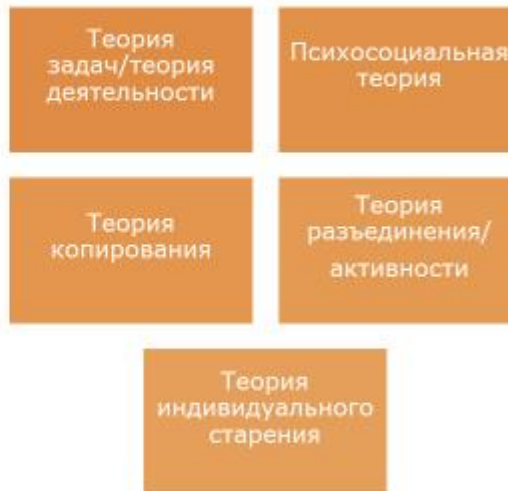 Теория
задач/теория
деятельности
Психосоциальная
теория
Теория
копирования
Теория
разъединения/
активности
Теория
индивидуального
старения